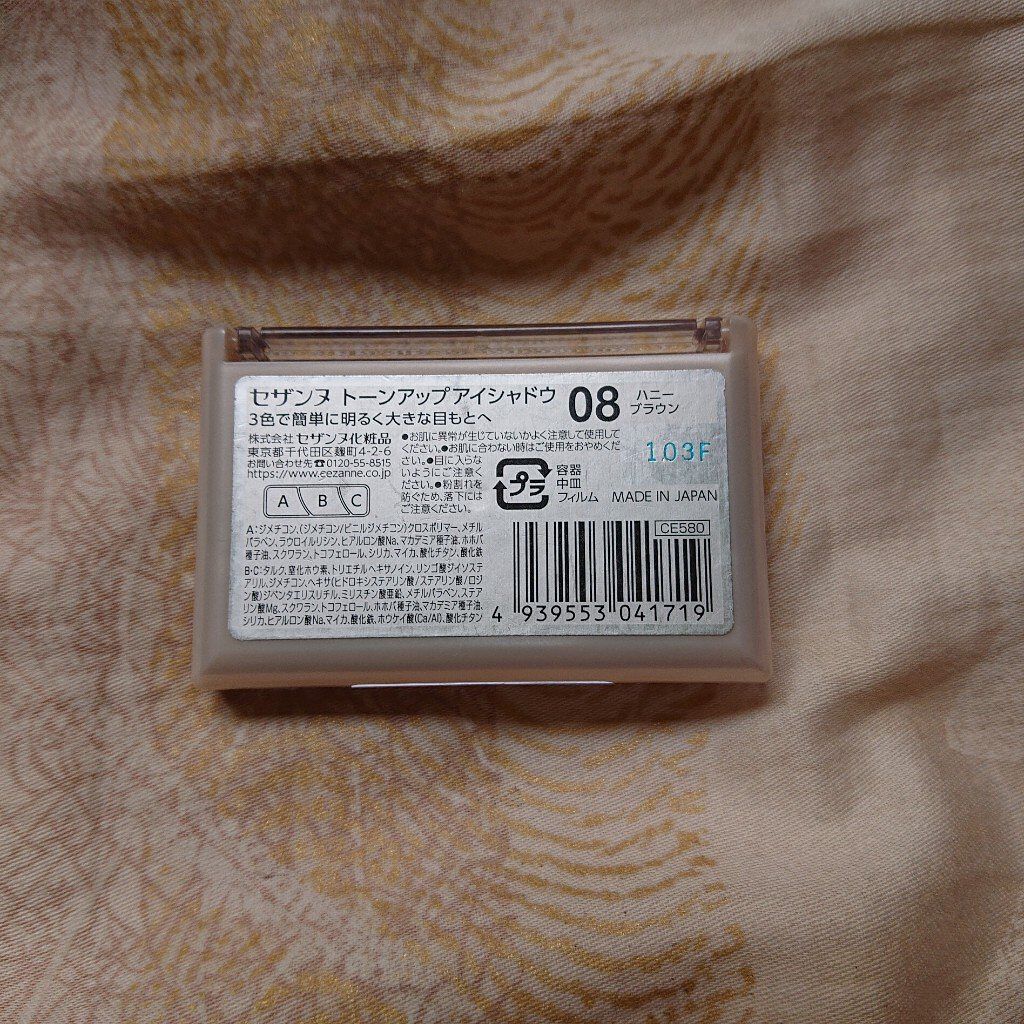 セザンヌ トーンアップアイシャドウ
3色で簡単に明るく大きな目もとへ
08
ハニー
ブラウン
103F
株式会社 セザンヌ化粧品
東京都千代田区麹町4-2-6
お問い合わせ先☎0120-55-8515
https://www.cezanne.co.jp
A B C
●お肌に異常が生じていないかよく注意して使用して
ください。●お肌に合わない時はご使用をおやめくだ
さい。●目に入らな
いようにご注意くだ
さい。●粉割れを
防ぐため、落下には
ご注意ください。
プラ
容器
中皿
フィルム
MADE IN JAPAN
CE580
A:ジメチコン、(ジメチコン/ビニルジメチコン)クロスポリマー、メチル
パラベン、ラウロイルリシン、ヒアルロン酸Na、マカデミア種子油、ホホバ
種子油、スクワラン、トコフェロール、シリカ、マイカ、酸化チタン、酸化鉄
B・C:タルク、窒化ホウ素、トリエチルヘキサノイン、リンゴ酸ジイソステ
アリル、ジメチコン、ヘキサ(ヒドロキシステアリン酸/ステアリン酸/ロジ
ン酸)ジペンタエリスリチル、ミリスチン酸亜鉛、メチルパラベン、ステア
リン酸Mg、スクワラン、トコフェロール、ホホバ種子油、マカデミア種子油、
シリカ、ヒアルロン酸Na、マイカ、酸化鉄、ホウケイ酸(Ca/Al)、酸化チタン
4 939553 041719